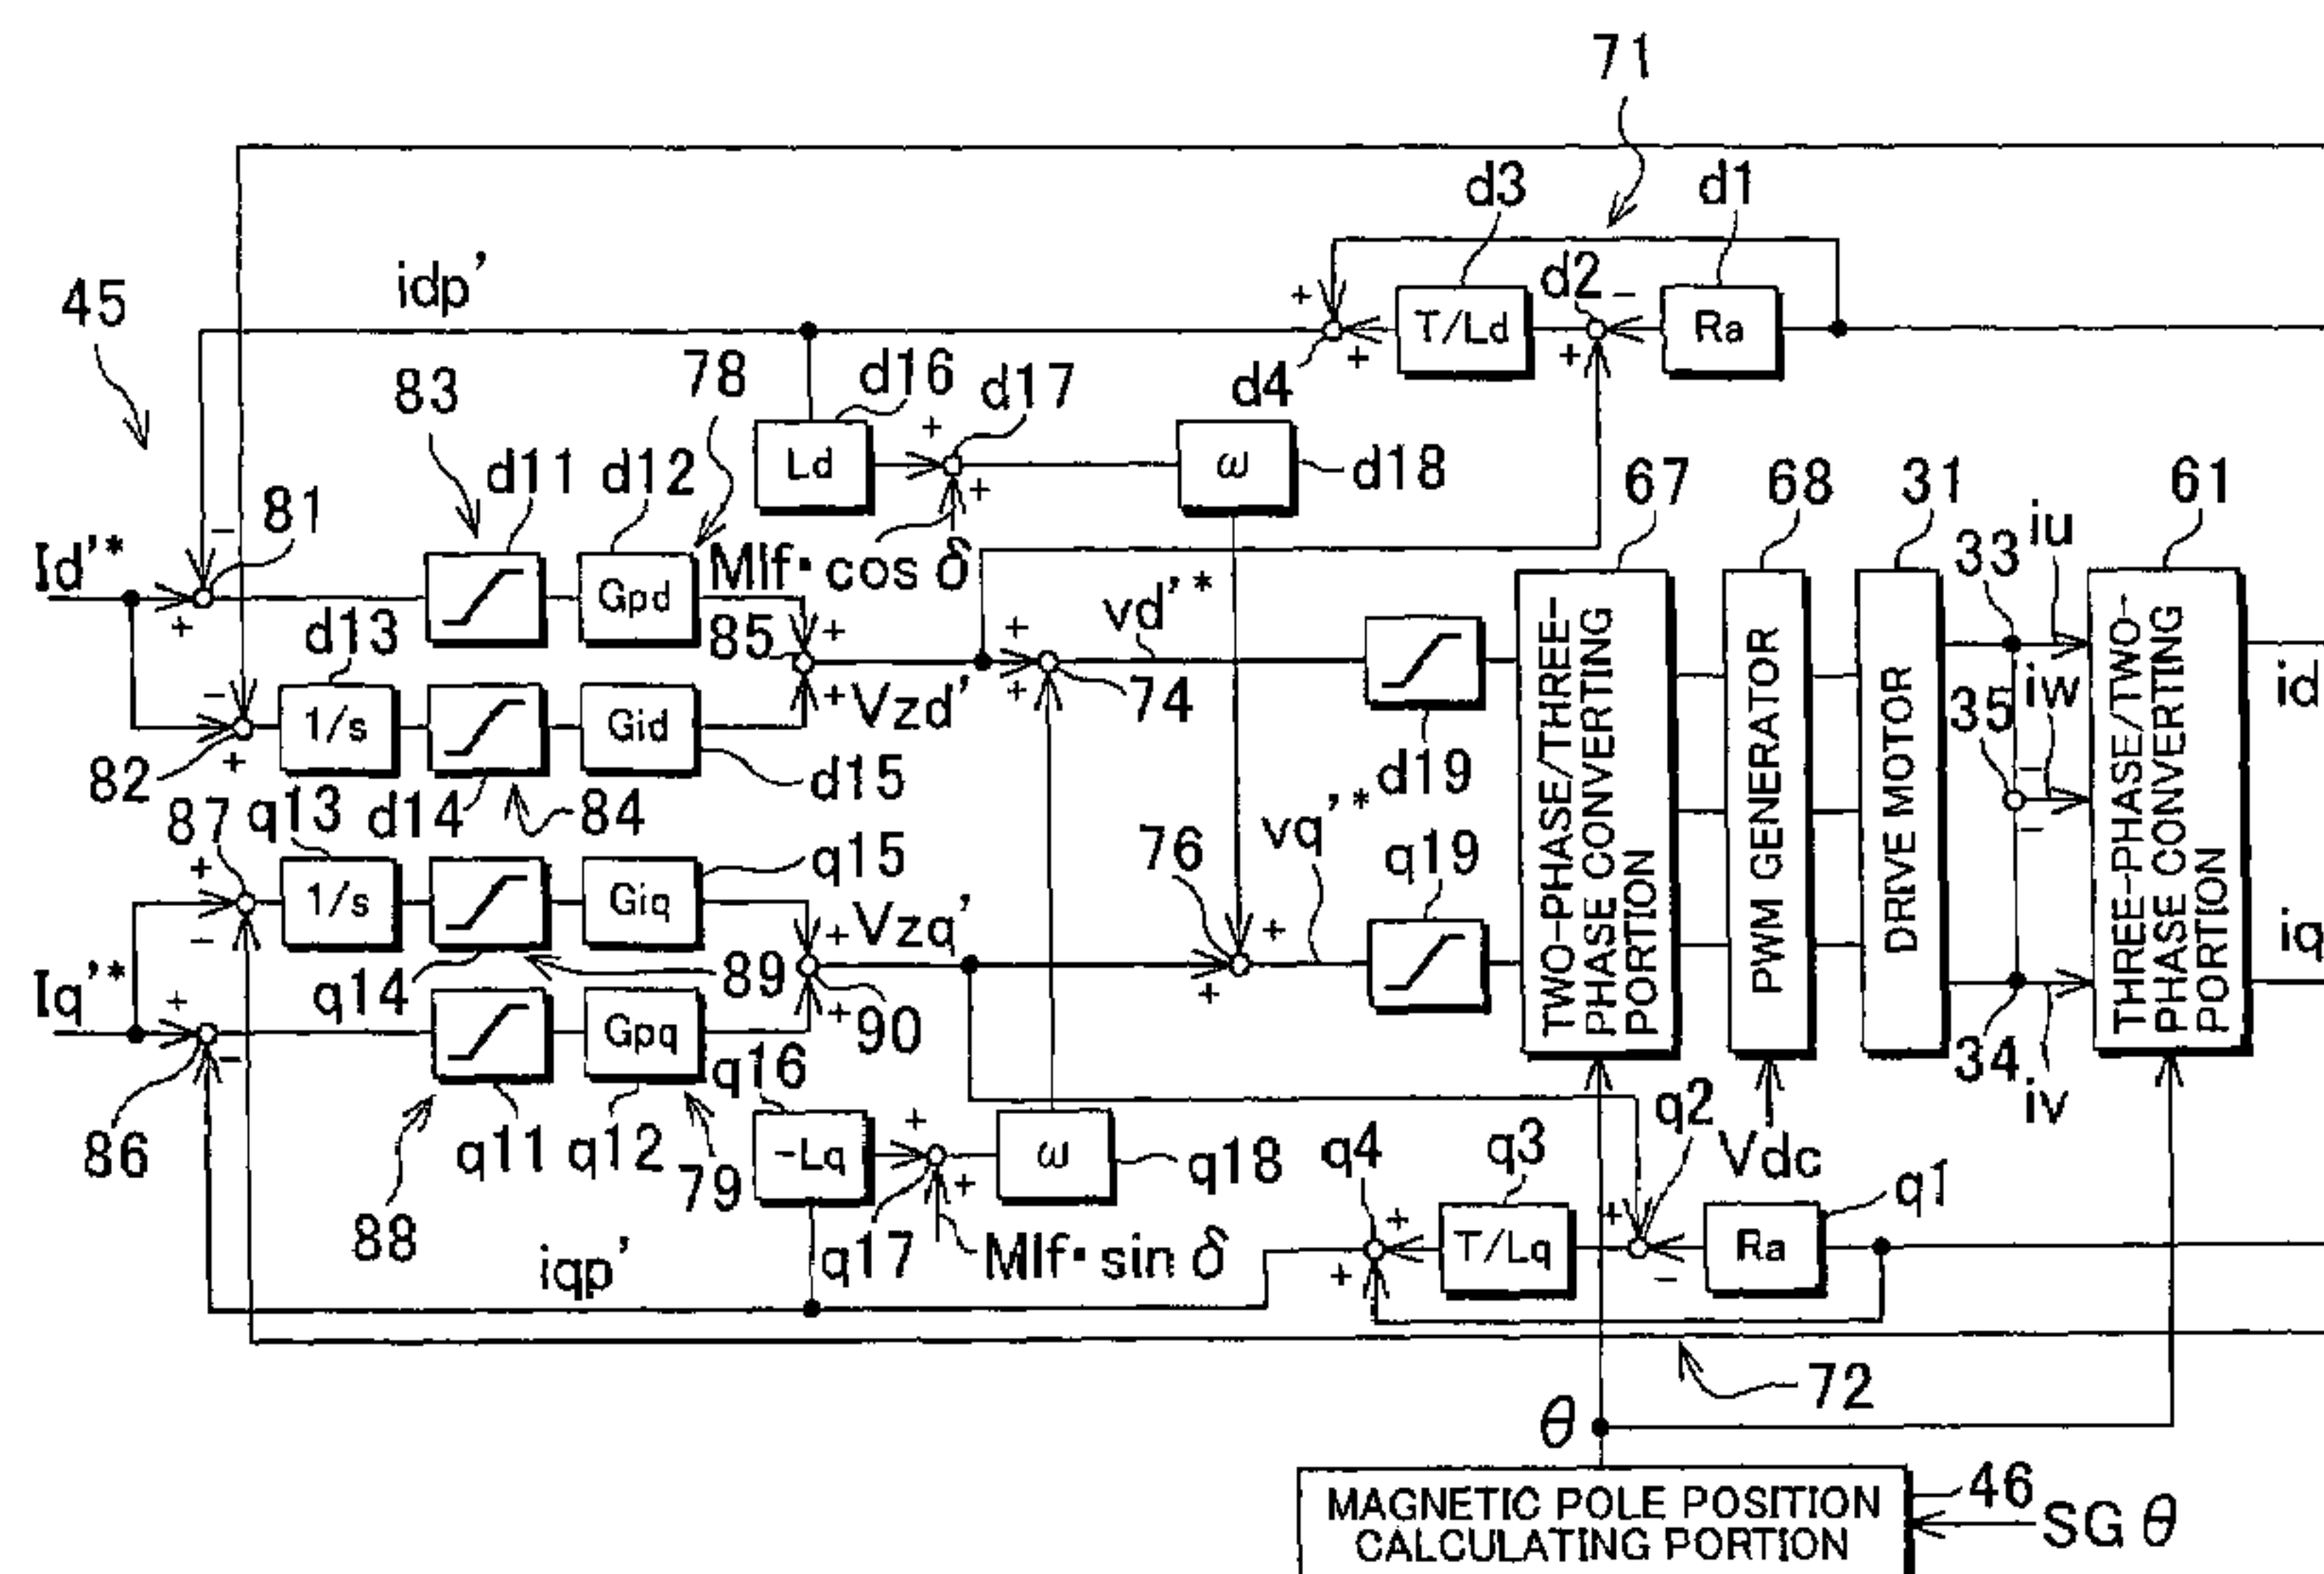 71
d3
d1
45
idp'
d2
-
+
T/Ld
Ra
+
+
d4
83
78
d16
d17
+
Ld
ω
d18
+
d11
d12
67
68
31
61
81
-
Id'*
+
Gpd
MIf·cos δ
33
iu
d13
85
+
+
vd'*
-
1/s
Gid
+
Vzd'
+
74
35
iw
id
82
+
d14
84
d15
d19
-
-
87
q13
q15
76
vq'*
q19
+
-
1/s
Giq
+
Vzq'
+
+
iq
q14
89
Iq'*
+
-
Gpq
+
90
34
iv
86
q11
q12
79
q16
88
-Lq
+
+
ω
q18
q17
MIf·sin δ
iqp'
q4
q3
q2
Vdc
q1
+
+
T/Lq
+
-
Ra
TWO-PHASE/THREE-
PHASE CONVERTING
PORTION
PWM GENERATOR
DRIVE MOTOR
THREE-PHASE/TWO-
PHASE CONVERTING
PORTION
72
θ
MAGNETIC POLE POSITION
CALCULATING PORTION
46
SG θ